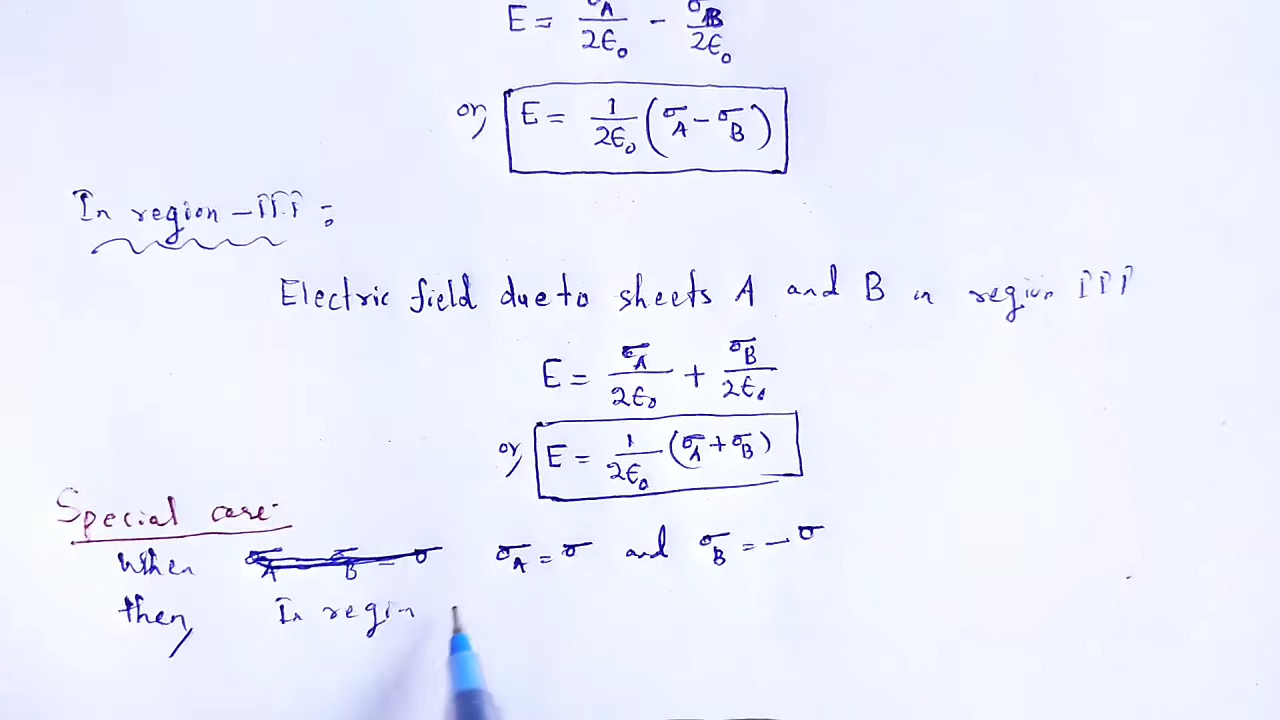 E = σA/2ϵ₀ - σB/2ϵ₀
or, E = 1/2ϵ₀ (σA - σB)
In region - III :
Electric field due to sheets A and B in region III
E = σA/2ϵ₀ + σB/2ϵ₀
or, E = 1/2ϵ₀ (σA + σB)
Special case-
When σA = σ and σB = -σ
then, In regin